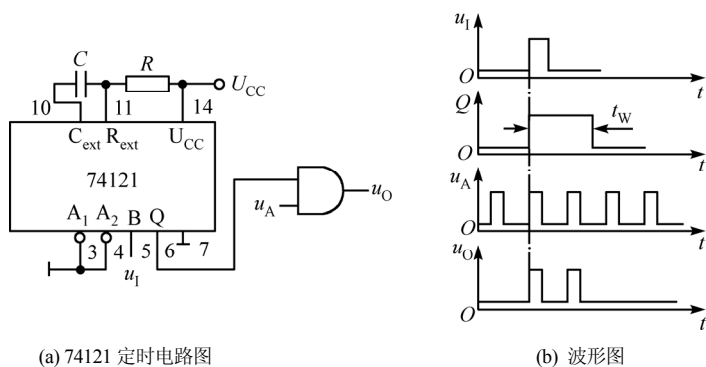 C
R
U_CC
10
11
14
C_ext R_ext U_CC
74121
A_1 A_2 B Q
3 4 5 6 7
u_I
u_A
u_O
(a) 74121 定时电路图
u_I
O
t
Q
t_W
O
t
u_A
O
t
u_O
O
t
(b) 波形图